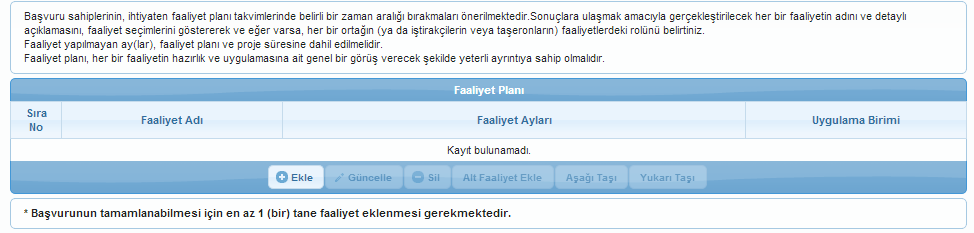 Başvuru sahiplerinin, ihtiyaten faaliyet planı takvimlerinde belirli bir zaman aralığı bırakmaları önerilmektedir.Sonuçlara ulaşmak amacıyla gerçekleştirilecek her bir faaliyetin adını ve detaylı
açıklamasını, faaliyet seçimlerini göstererek ve eğer varsa, her bir ortağın (ya da iştirakçilerin veya taşeronların) faaliyetlerdeki rolünü belirtiniz.
Faaliyet yapılmayan ay(lar), faaliyet planı ve proje süresine dahil edilmelidir.
Faaliyet planı, her bir faaliyetin hazırlık ve uygulamasına ait genel bir görüş verecek şekilde yeterli ayrıntıya sahip olmalıdır.
Faaliyet Planı
Sıra No Faaliyet Adı Faaliyet Ayları Uygulama Birimi
Kayıt bulunamadı.
Ekle Güncelle Sil Alt Faaliyet Ekle Aşağı Taşı Yukarı Taşı
* Başvurunun tamamlanabilmesi için en az 1 (bir) tane faaliyet eklenmesi gerekmektedir.